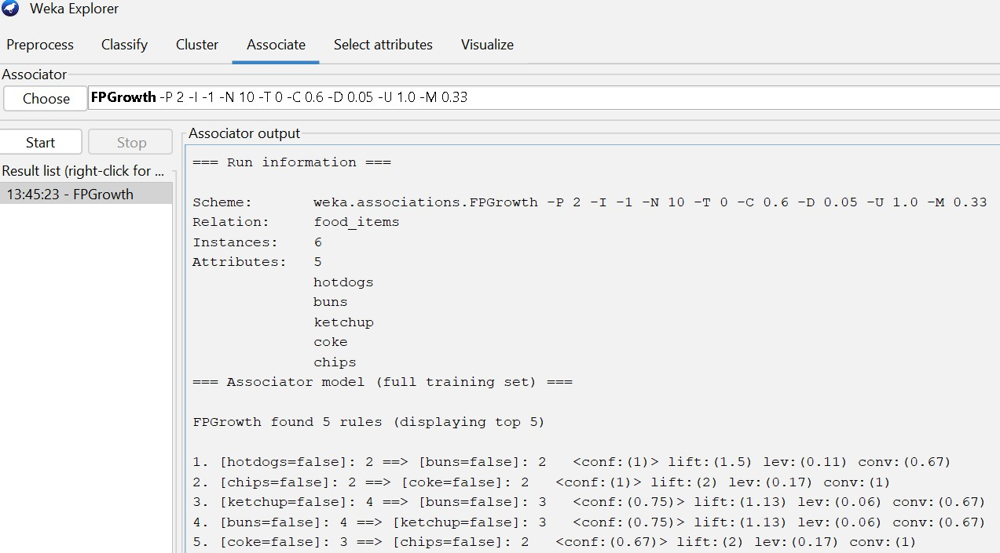 Weka Explorer
Preprocess Classify Cluster Associate Select attributes Visualize
Associator
Choose FPGrowth -P 2 -I -1 -N 10 -T 0 -C 0.6 -D 0.05 -U 1.0 -M 0.33
Start Stop
Result list (right-click for ...
13:45:23 - FPGrowth
Associator output
=== Run information ===
Scheme: weka.associations.FPGrowth -P 2 -I -1 -N 10 -T 0 -C 0.6 -D 0.05 -U 1.0 -M 0.33
Relation: food_items
Instances: 6
Attributes: 5
hotdogs
buns
ketchup
coke
chips
=== Associator model (full training set) ===
FPGrowth found 5 rules (displaying top 5)
1. [hotdogs=false]: 2 ==> [buns=false]: 2 <conf:(1)> lift:(1.5) lev:(0.11) conv:(0.67)
2. [chips=false]: 2 ==> [coke=false]: 2 <conf:(1)> lift:(2) lev:(0.17) conv:(1)
3. [ketchup=false]: 4 ==> [buns=false]: 3 <conf:(0.75)> lift:(1.13) lev:(0.06) conv:(0.67)
4. [buns=false]: 4 ==> [ketchup=false]: 3 <conf:(0.75)> lift:(1.13) lev:(0.06) conv:(0.67)
5. [coke=false]: 3 ==> [chips=false]: 2 <conf:(0.67)> lift:(2) lev:(0.17) conv:(1)